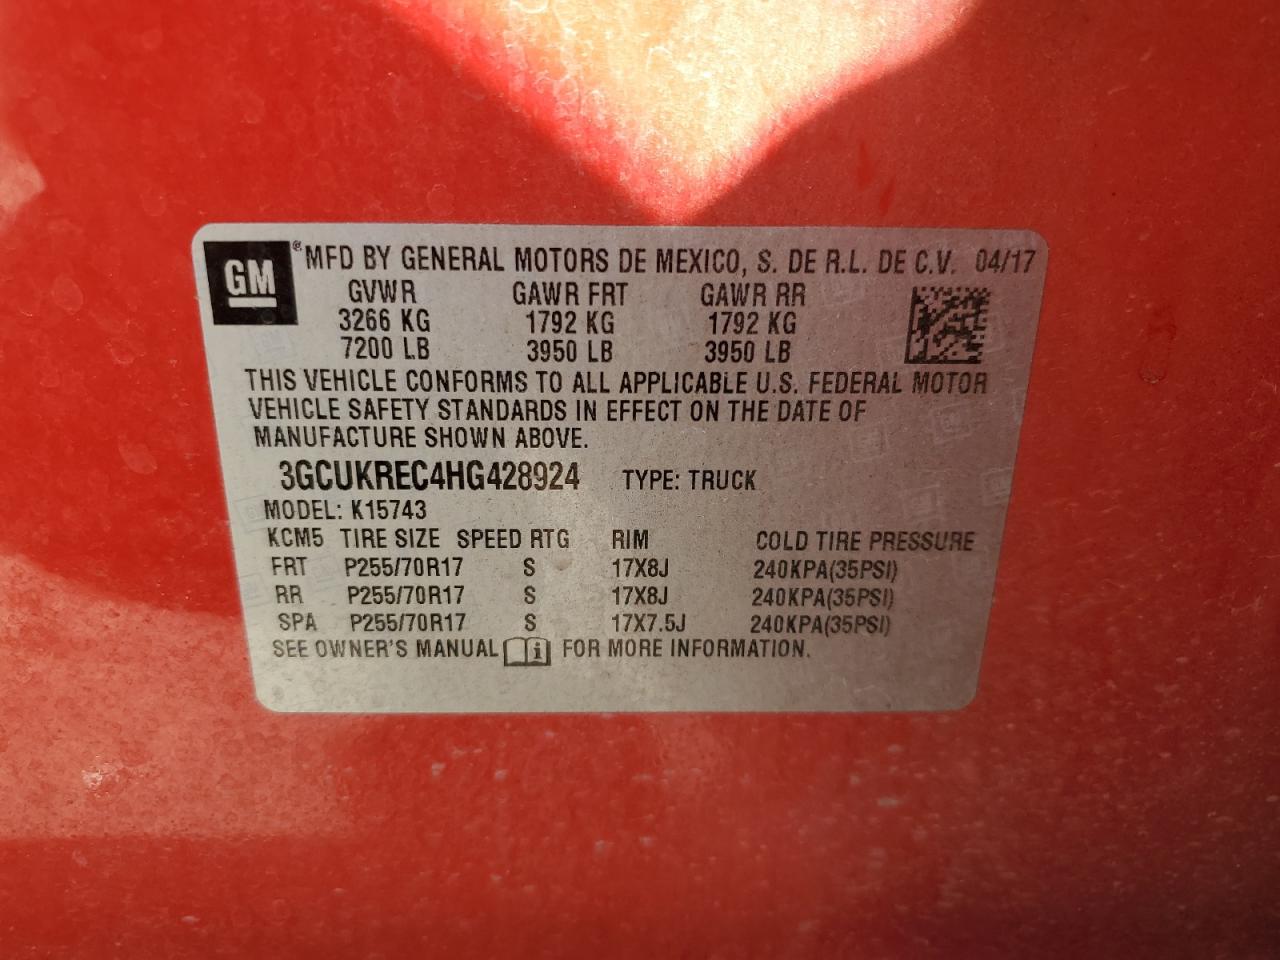 GM
® MFD BY GENERAL MOTORS DE MEXICO, S. DE R.L. DE C.V. 04/17
GVWR GAWR FRT GAWR RR
3266 KG 1792 KG 1792 KG
7200 LB 3950 LB 3950 LB
THIS VEHICLE CONFORMS TO ALL APPLICABLE U.S. FEDERAL MOTOR
VEHICLE SAFETY STANDARDS IN EFFECT ON THE DATE OF
MANUFACTURE SHOWN ABOVE.
3GCUKREC4HG428924 TYPE: TRUCK
MODEL: K15743
KCM5 TIRE SIZE SPEED RTG RIM COLD TIRE PRESSURE
FRT P255/70R17 S 17X8J 240KPA(35PSI)
RR P255/70R17 S 17X8J 240KPA(35PSI)
SPA P255/70R17 S 17X7.5J 240KPA(35PSI)
SEE OWNER'S MANUAL i FOR MORE INFORMATION.